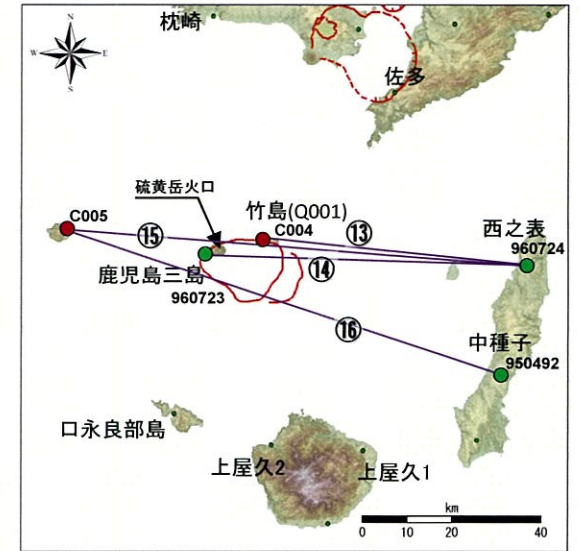 枕崎
N
W
E
S
佐多
硫黄岳火口
竹島(Q001)
C005
C004
⑬
西之表
⑮
960724
鹿児島三島
⑭
960723
⑯
中種子
950492
口永良部島
上屋久2
上屋久1
km
0 10 20 40